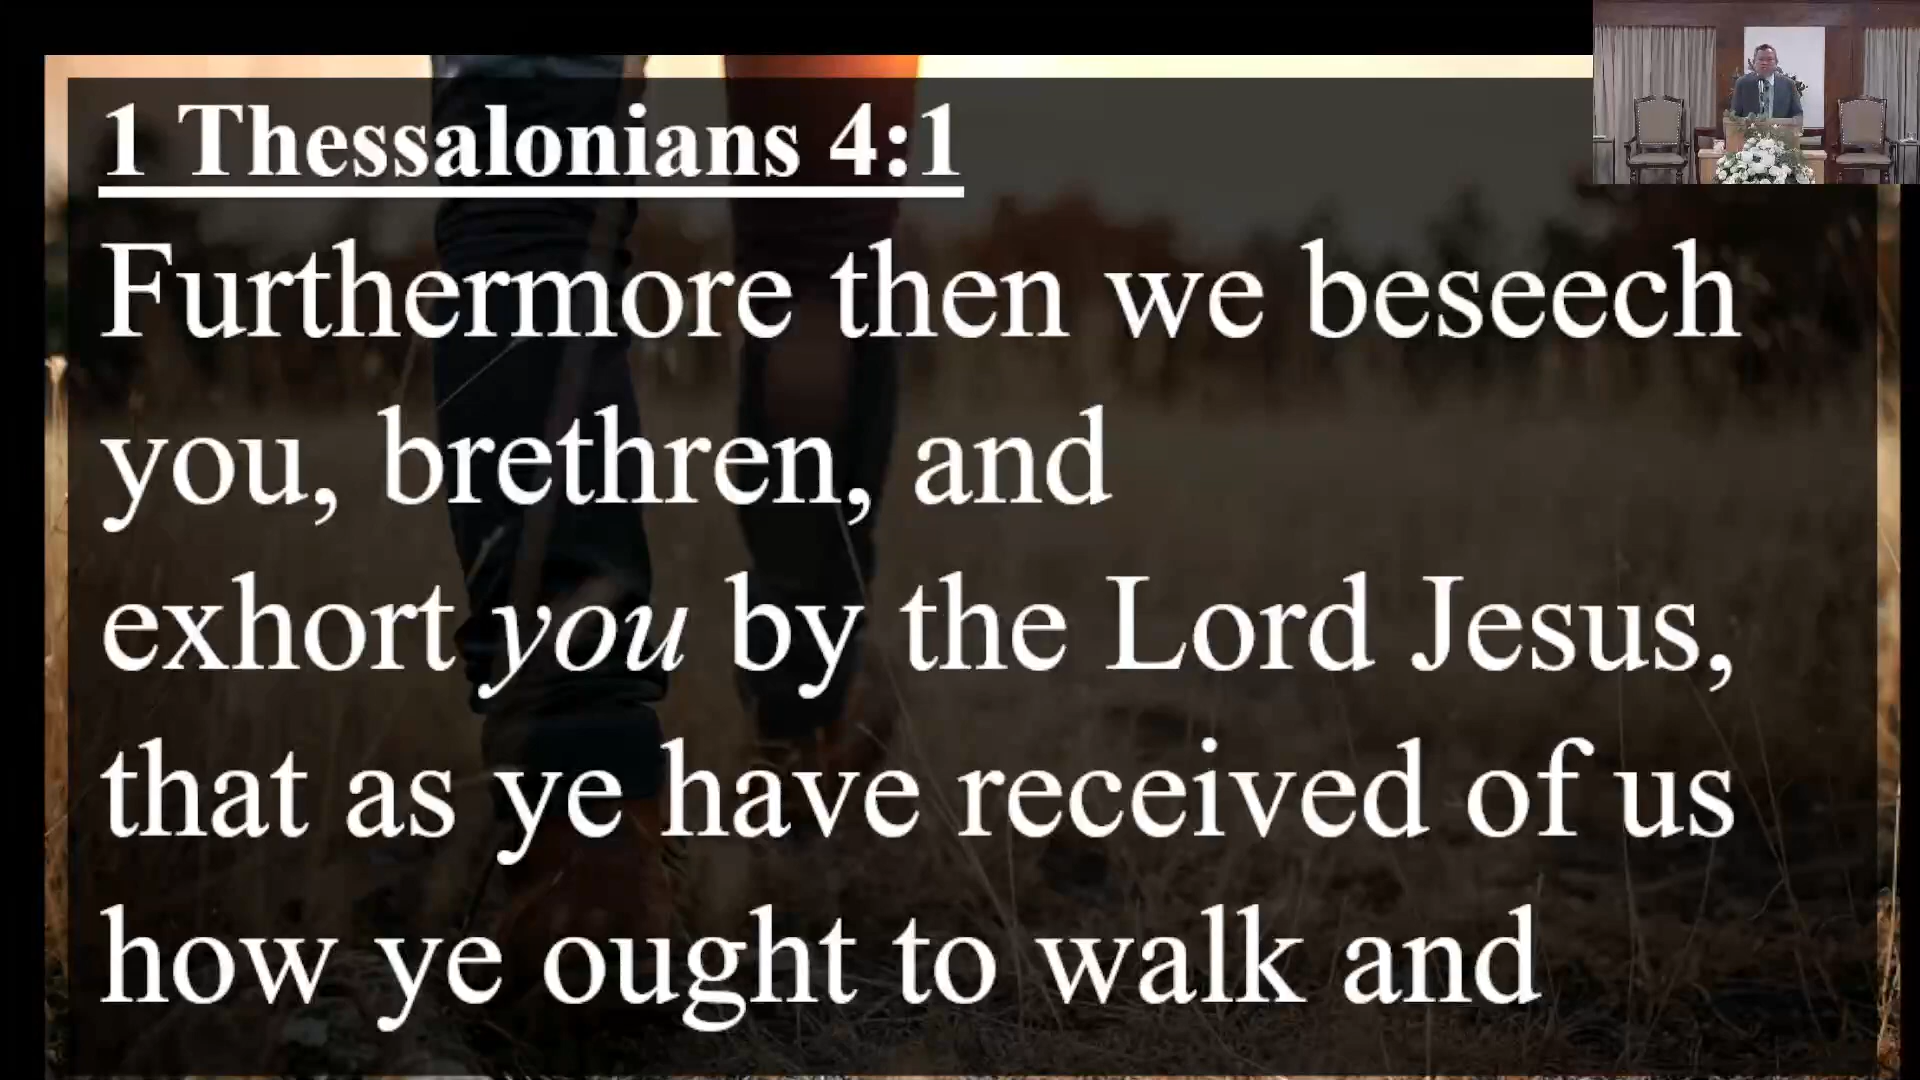 1 Thessalonians 4:1
Furthermore then we beseech
you, brethren, and
exhort you by the Lord Jesus,
that as ye have received of us
how ye ought to walk and